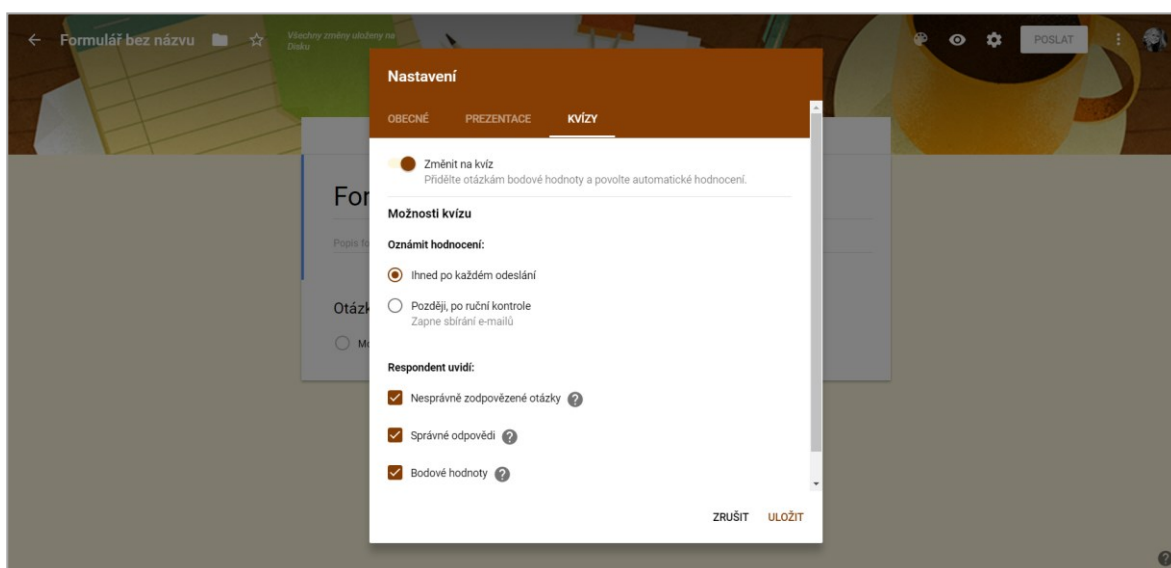 Formulář bez názvu
Všechny změny uloženy na
Disku
POSLAT
Nastavení
OBECNÉ PREZENTACE KVÍZY
Změnit na kvíz
Přidělte otázkám bodové hodnoty a povolte automatické hodnocení.
For
Možnosti kvízu
Popis fo
Oznámit hodnocení:
Ihned po každém odeslání
Otázk
Později, po ruční kontrole
Zapne sbírání e-mailů
Mo
Respondent uvidí:
Nesprávně zodpovězené otázky ?
Správné odpovědi ?
Bodové hodnoty ?
ZRUŠIT ULOŽIT
?